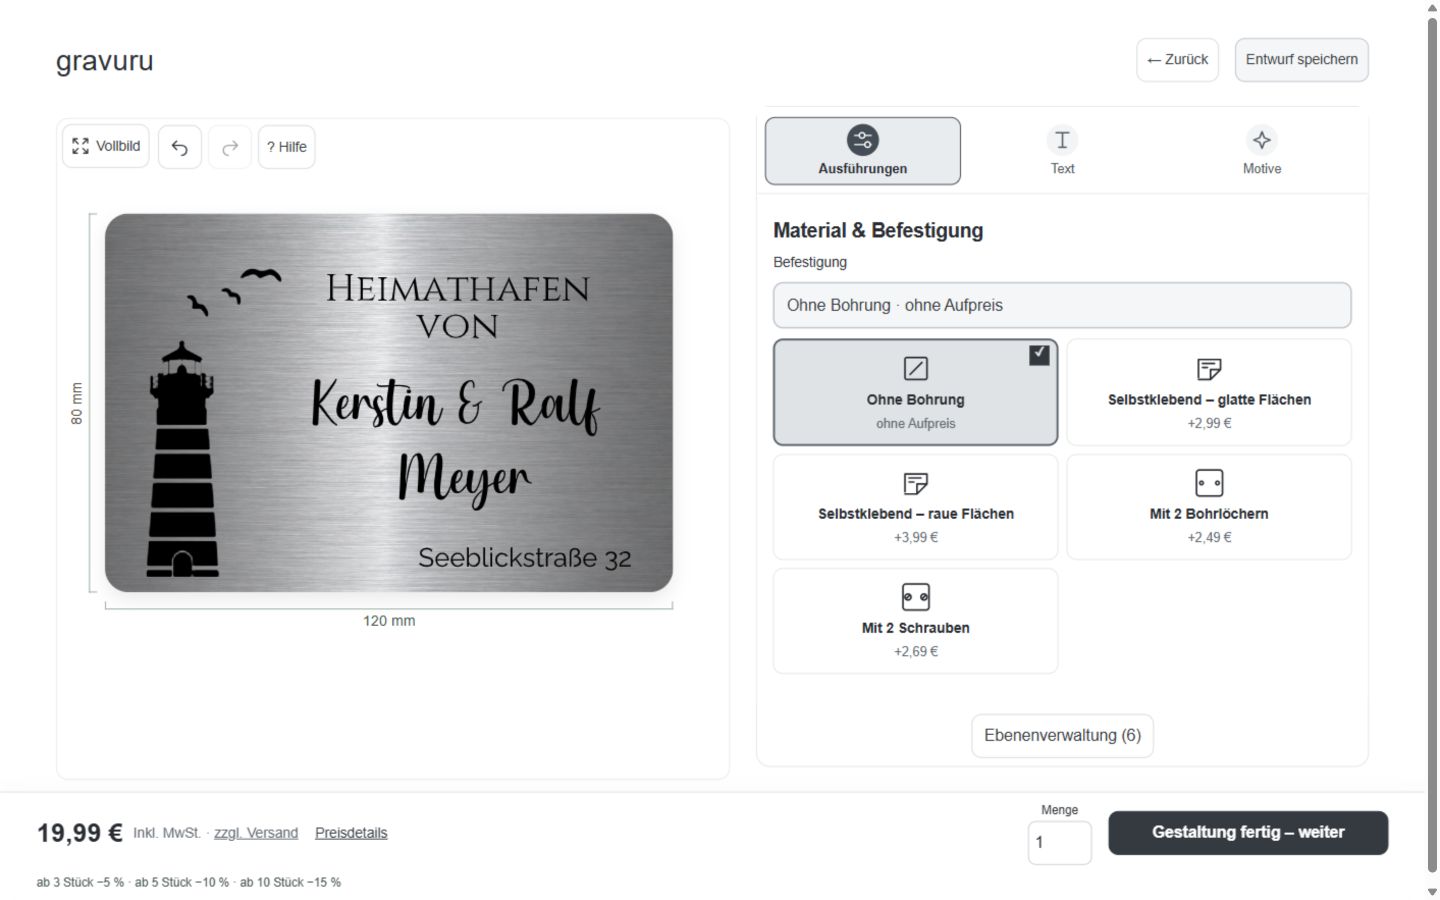 gravuru
← Zurück
Entwurf speichern
Vollbild
? Hilfe
HEIMATHAFEN
VON
Kerstin & Ralf
Meyer
Seeblickstraße 32
80 mm
120 mm
Ausführungen
Text
Motive
Material & Befestigung
Befestigung
Ohne Bohrung · ohne Aufpreis
Ohne Bohrung
ohne Aufpreis
Selbstklebend – glatte Flächen
+2,99 €
Selbstklebend – raue Flächen
+3,99 €
Mit 2 Bohrlöchern
+2,49 €
Mit 2 Schrauben
+2,69 €
Ebenenverwaltung (6)
19,99 € Inkl. MwSt. · zzgl. Versand Preisdetails
ab 3 Stück −5 % · ab 5 Stück −10 % · ab 10 Stück −15 %
Menge
1
Gestaltung fertig – weiter